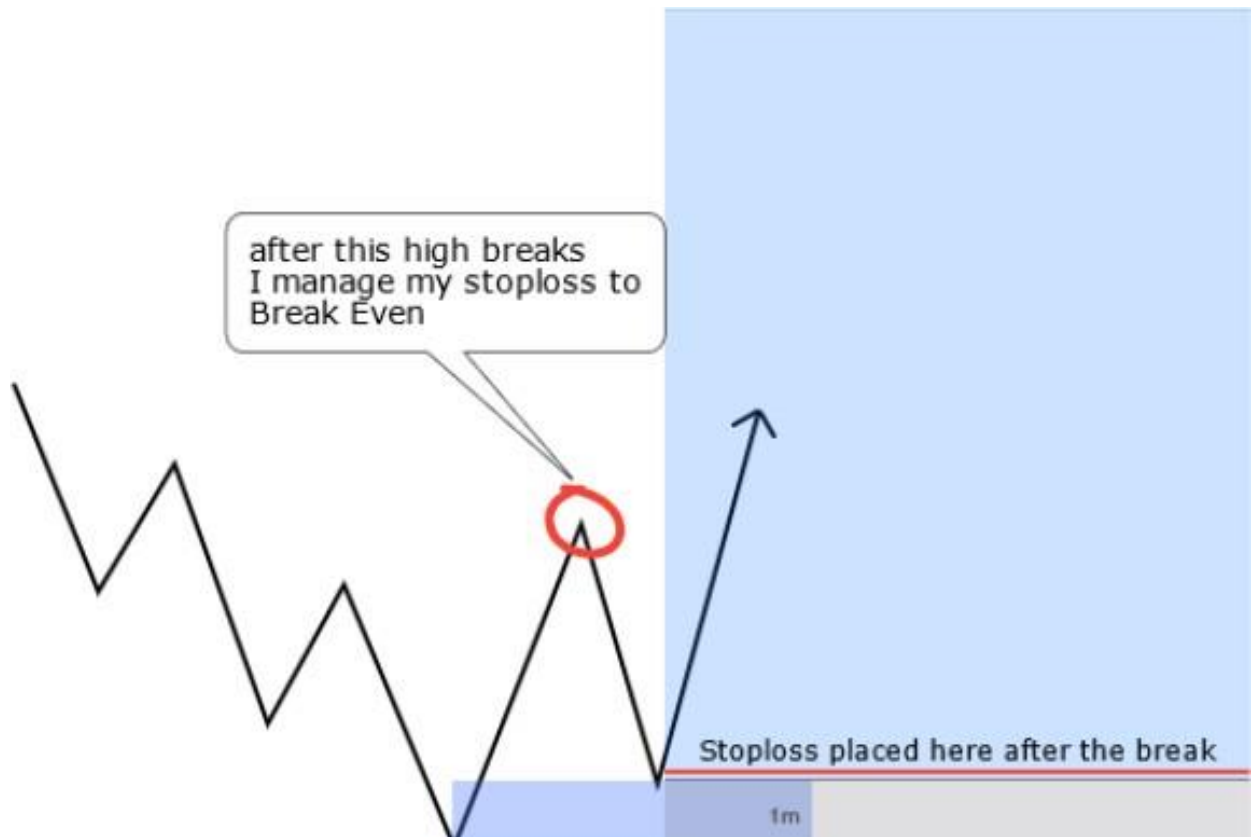 after this high breaks
I manage my stoploss to
Break Even
Stoploss placed here after the break
1m